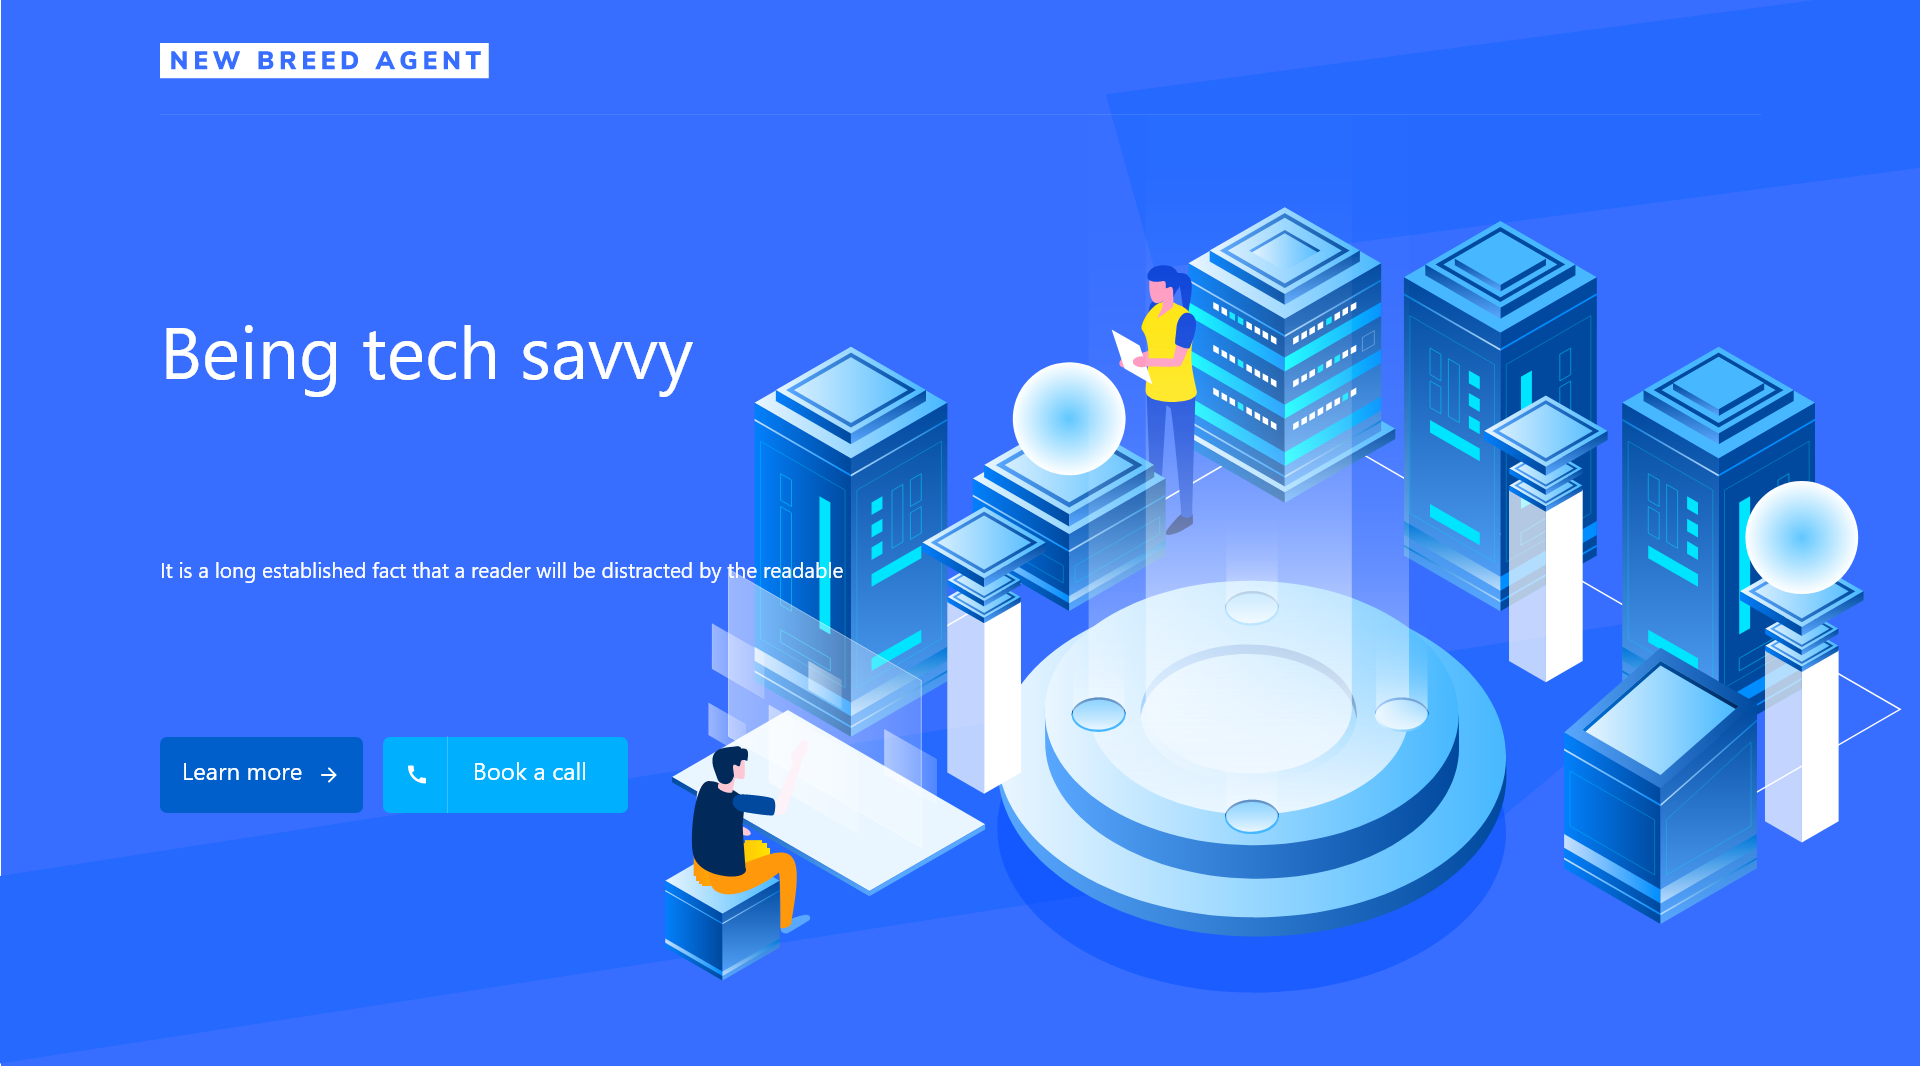 NEW BREED AGENT
Being tech savvy
It is a long established fact that a reader will be distracted by the readable
Learn more
Book a call